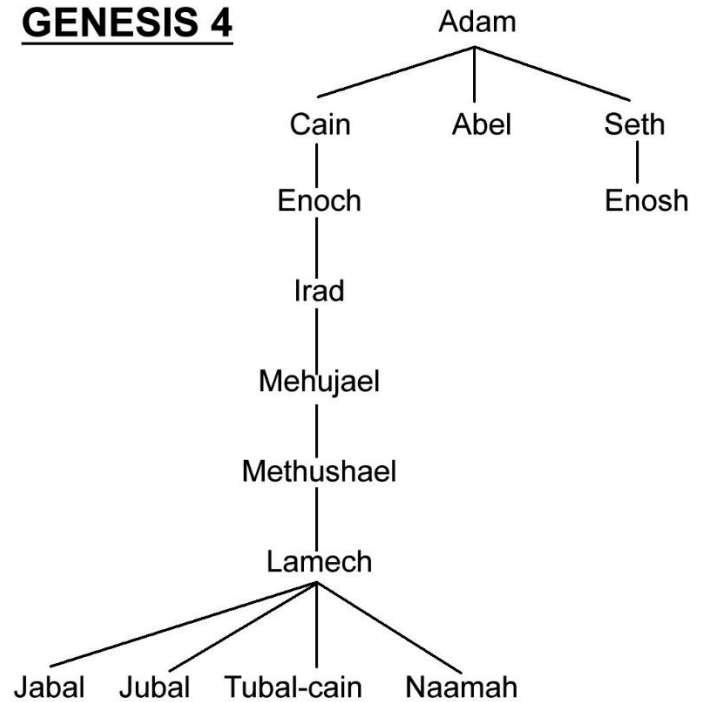 GENESIS 4
Adam
Cain Abel Seth
Enoch Enosh
Irad
Mehujael
Methushael
Lamech
Jabal Jubal Tubal-cain Naamah